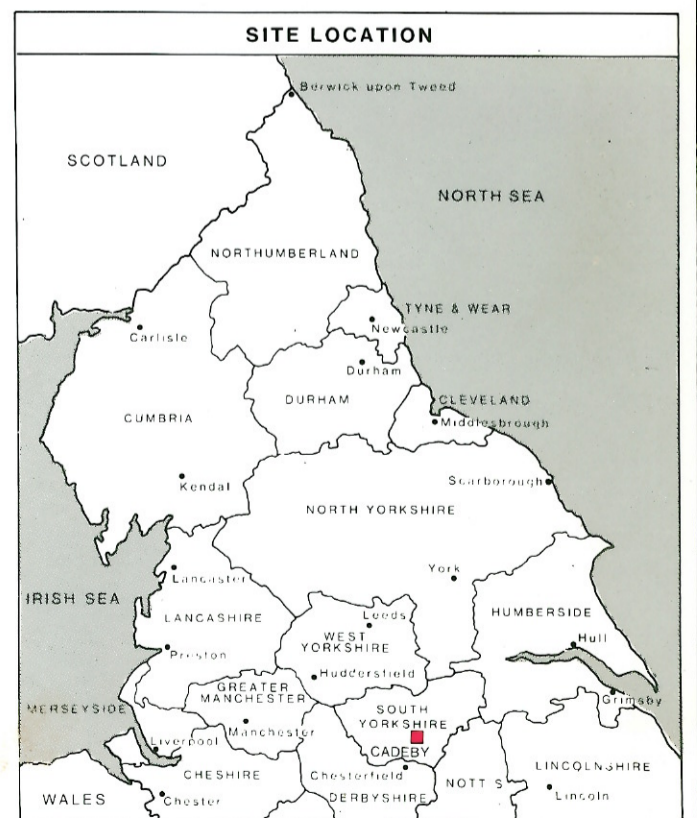 SITE LOCATION
Berwick upon Tweed
SCOTLAND
NORTH SEA
NORTHUMBERLAND
TYNE & WEAR
Newcastle
Carlisle
Durham
DURHAM
CLEVELAND
CUMBRIA
Middlesbrough
Scarborough
Kendal
NORTH YORKSHIRE
York
Lancaster
IRISH SEA
LANCASHIRE
Leeds
HUMBERSIDE
WEST
YORKSHIRE
Hull
Preston
Huddersfield
GREATER
MANCHESTER
Grimsby
MERSEYSIDE
SOUTH
YORKSHIRE
Manchester
Liverpool
CADEBY
CHESHIRE
Chesterfield
LINCOLNSHIRE
NOTTS
WALES
Chester
DERBYSHIRE
Lincoln